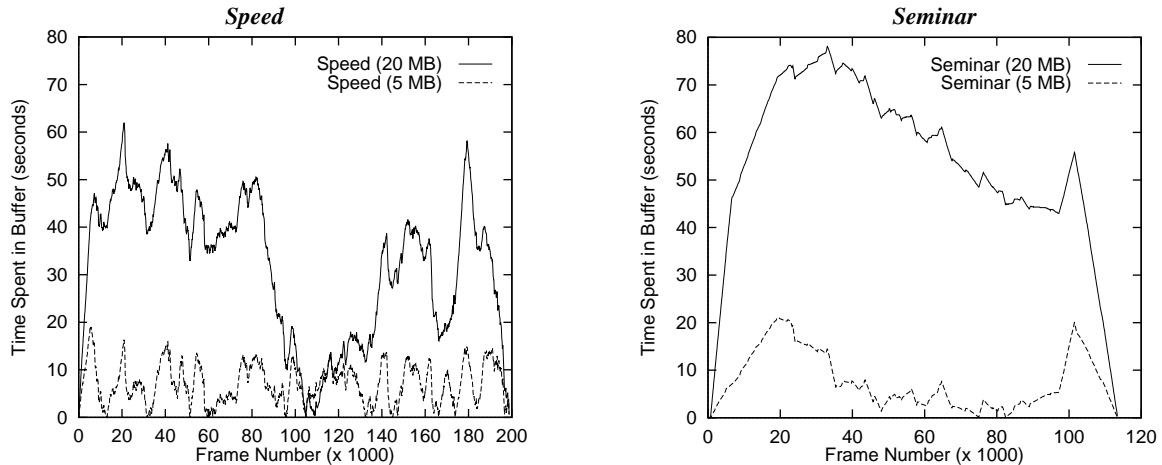 Speed
80
70
60
50
40
30
20
10
0
Time Spent in Buffer (seconds)
Speed (20 MB)
Speed (5 MB)
0 20 40 60 80 100 120 140 160 180 200
Frame Number (x 1000)
Seminar
80
70
60
50
40
30
20
10
0
Time Spent in Buffer (seconds)
Seminar (20 MB)
Seminar (5 MB)
0 20 40 60 80 100 120
Frame Number (x 1000)